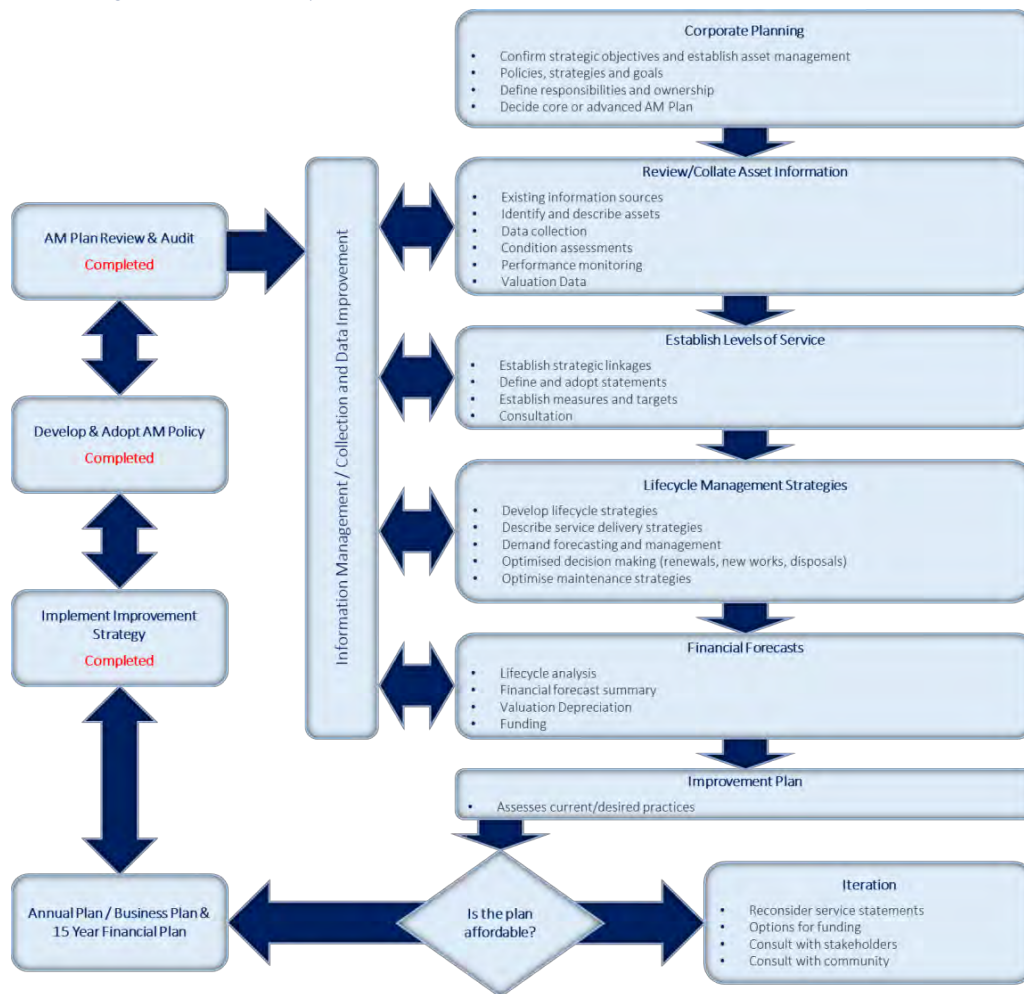 Corporate Planning
• Confirm strategic objectives and establish asset management
• Policies, strategies and goals
• Define responsibilities and ownership
• Decide core or advanced AM Plan
Review/Collate Asset Information
• Existing information sources
• Identify and describe assets
• Data collection
• Condition assessments
• Performance monitoring
• Valuation Data
Establish Levels of Service
• Establish strategic linkages
• Define and adopt statements
• Establish measures and targets
• Consultation
Lifecycle Management Strategies
• Develop lifecycle strategies
• Describe service delivery strategies
• Demand forecasting and management
• Optimised decision making (renewals, new works, disposals)
• Optimise maintenance strategies
Financial Forecasts
• Lifecycle analysis
• Financial forecast summary
• Valuation Depreciation
• Funding
Improvement Plan
• Assesses current/desired practices
Is the plan
affordable?
Iteration
• Reconsider service statements
• Options for funding
• Consult with stakeholders
• Consult with community
Annual Plan / Business Plan &
15 Year Financial Plan
Implement Improvement
Strategy
Completed
Develop & Adopt AM Policy
Completed
AM Plan Review & Audit
Completed
Information Management / Collection and Data Improvement